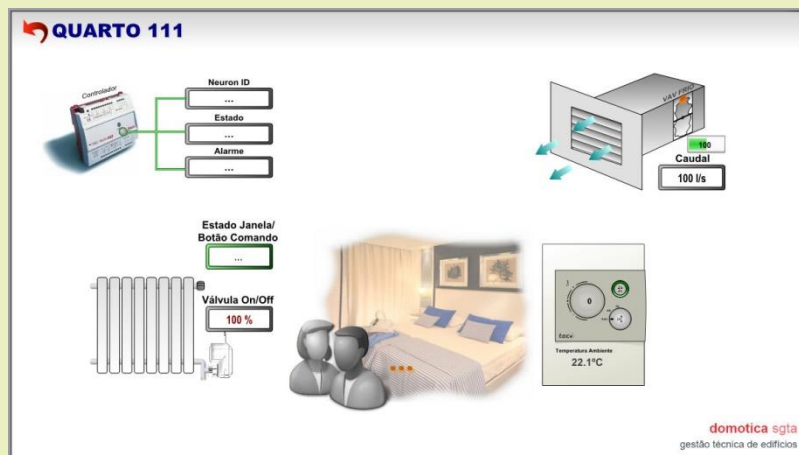 QUARTO 111
Controlador
Neuron ID
...
Estado
...
Alarme
...
VAV FRIO
100
Caudal
100 l/s
Estado Janela/
Botão Comando
...
Válvula On/Off
100 %
...
0
Temperatura Ambiente
22.1ºC
domotica sgta
gestão técnica de edifícios